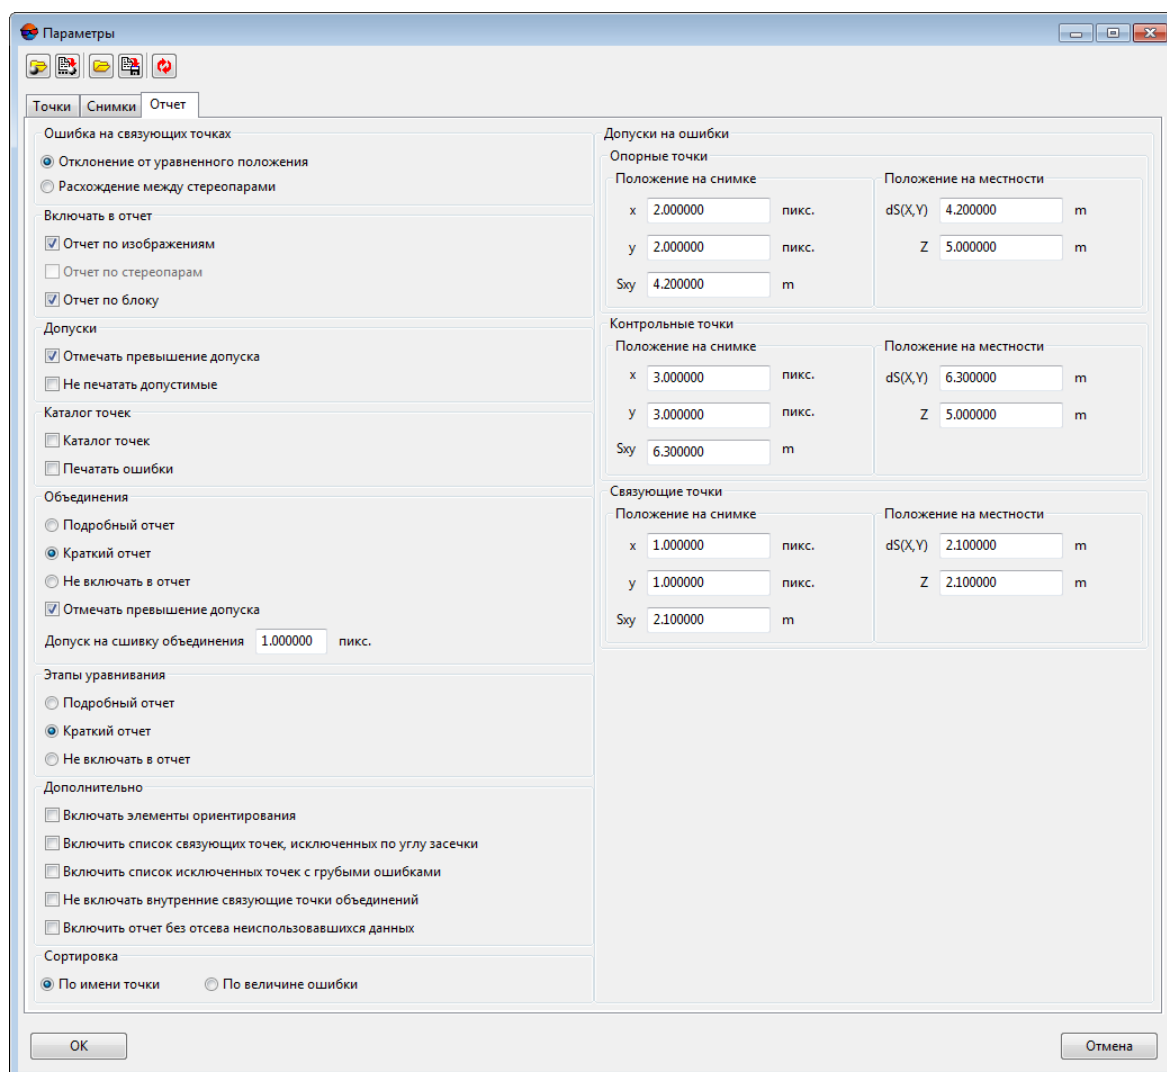 Параметры
Точки Снимки Отчет
Ошибка на связующих точках
Отклонение от уравненного положения
Расхождение между стереопарами
Включать в отчет
Отчет по изображениям
Отчет по стереопарам
Отчет по блоку
Допуски
Отмечать превышение допуска
Не печатать допустимые
Каталог точек
Каталог точек
Печатать ошибки
Объединения
Подробный отчет
Краткий отчет
Не включать в отчет
Отмечать превышение допуска
Допуск на сшивку объединения 1.000000 пикс.
Этапы уравнивания
Подробный отчет
Краткий отчет
Не включать в отчет
Дополнительно
Включать элементы ориентирования
Включить список связующих точек, исключенных по углу засечки
Включить список исключенных точек с грубыми ошибками
Не включать внутренние связующие точки объединений
Включить отчет без отсева неиспользовавшихся данных
Сортировка
По имени точки По величине ошибки
Допуски на ошибки
Опорные точки
Положение на снимке Положение на местности
x 2.000000 пикс. dS(X,Y) 4.200000 m
y 2.000000 пикс. Z 5.000000 m
Sxy 4.200000 m
Контрольные точки
Положение на снимке Положение на местности
x 3.000000 пикс. dS(X,Y) 6.300000 m
y 3.000000 пикс. Z 5.000000 m
Sxy 6.300000 m
Связующие точки
Положение на снимке Положение на местности
x 1.000000 пикс. dS(X,Y) 2.100000 m
y 1.000000 пикс. Z 2.100000 m
Sxy 2.100000 m
OK Отмена